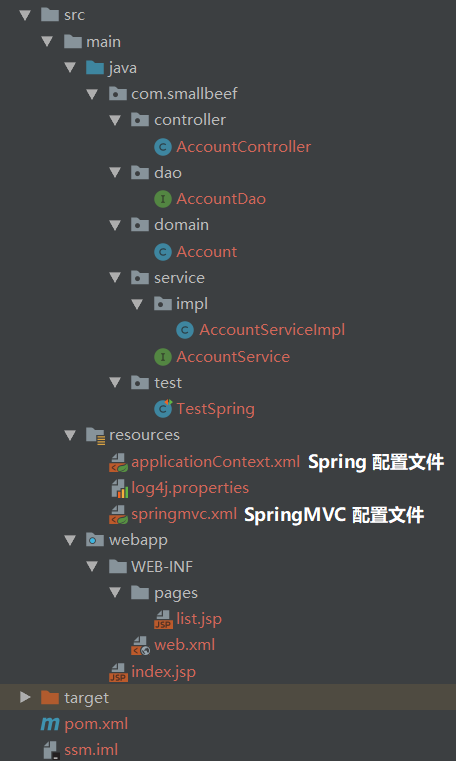 src
main
java
com.smallbeef
controller
AccountController
dao
AccountDao
domain
Account
service
impl
AccountServiceImpl
AccountService
test
TestSpring
resources
applicationContext.xml Spring 配置文件
log4j.properties
springmvc.xml SpringMVC 配置文件
webapp
WEB-INF
pages
list.jsp
web.xml
index.jsp
target
pom.xml
ssm.iml